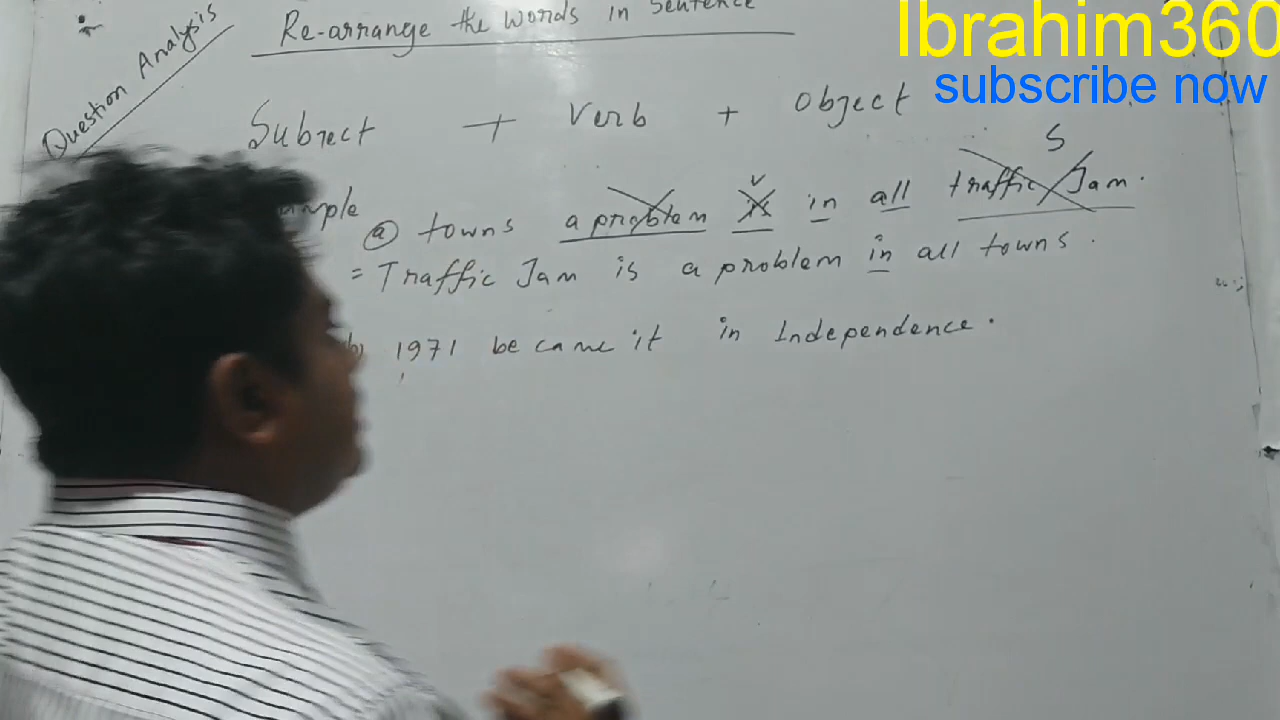 Ibrahim360
subscribe now
Question Analysis
Re-arrange the words in Sentence
Subject + Verb + Object
S
V
@ towns a problem is in all traffic Jam.
= Traffic Jam is a problem in all towns.
1971 became it in Independence.